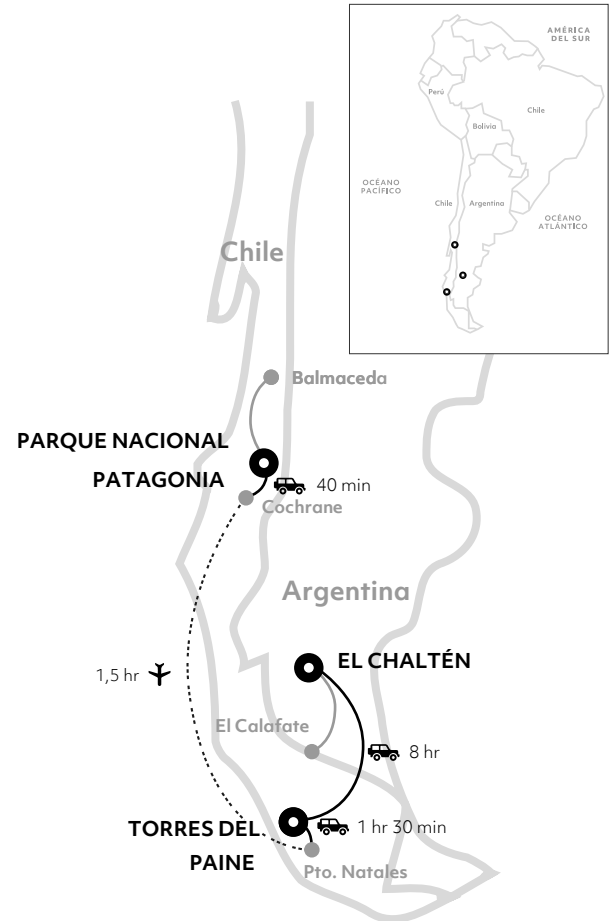 AMÉRICA
DEL SUR
Perú
Chile
Bolivia
OCÉANO
PACÍFICO
Chile
Argentina
OCÉANO
ATLÁNTICO
Chile
Balmaceda
PARQUE NACIONAL
PATAGONIA
40 min
Cochrane
Argentina
EL CHALTÉN
1,5 hr
El Calafate
8 hr
TORRES DEL
PAINE
1 hr 30 min
Pto. Natales